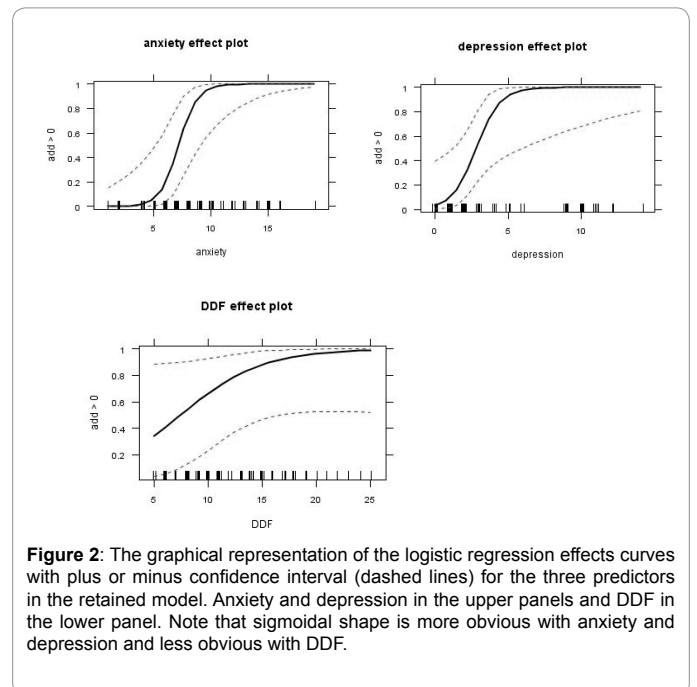 anxiety effect plot
1
0.8
0.6
0.4
0.2
0
add > 0
5
10
15
anxiety
depression effect plot
1
0.8
0.6
0.4
0.2
0
add > 0
0
5
10
depression
DDF effect plot
1
0.8
0.6
0.4
0.2
add > 0
5
10
15
20
25
DDF
Figure 2: The graphical representation of the logistic regression effects curves
with plus or minus confidence interval (dashed lines) for the three predictors
in the retained model. Anxiety and depression in the upper panels and DDF in
the lower panel. Note that sigmoidal shape is more obvious with anxiety and
depression and less obvious with DDF.